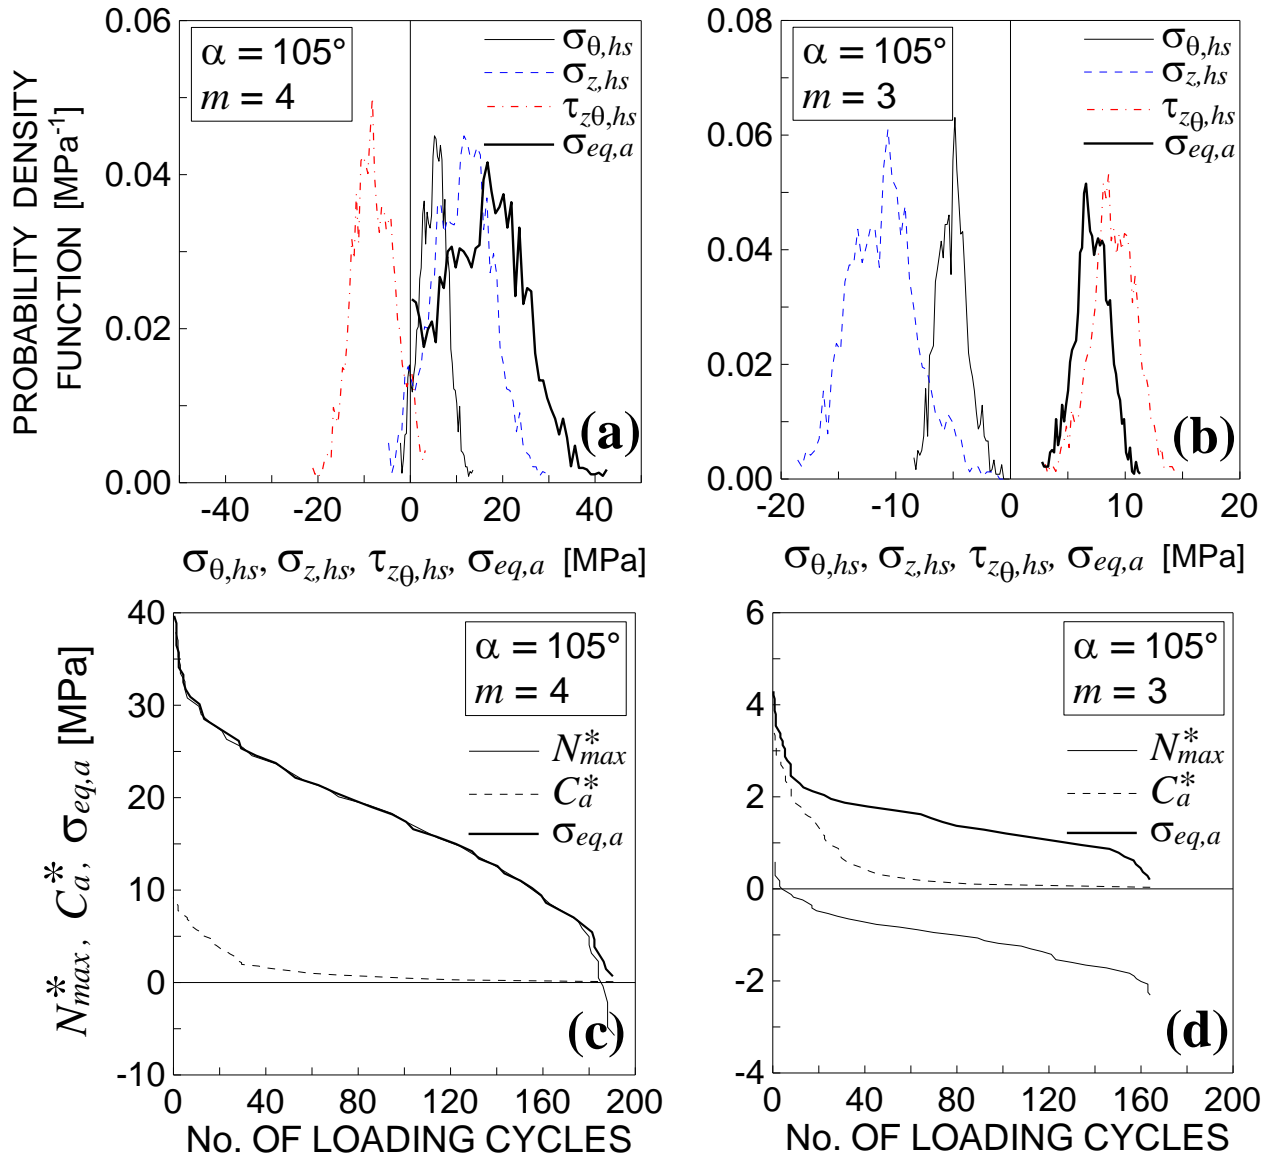 PROBABILITY DENSITY
FUNCTION [MPa⁻¹]
0.06
0.04
0.02
0.00
α = 105°
m = 4
σθ,hs
σz,hs
τzθ,hs
σeq,a
(a)
-40 -20 0 20 40
σθ,hs, σz,hs, τzθ,hs, σeq,a [MPa]
0.08
0.06
0.04
0.02
0.00
α = 105°
m = 3
σθ,hs
σz,hs
τzθ,hs
σeq,a
(b)
-20 -10 0 10 20
σθ,hs, σz,hs, τzθ,hs, σeq,a [MPa]
N*max, C*a, σeq,a [MPa]
40
30
20
10
0
-10
α = 105°
m = 4
N*max
C*a
σeq,a
(c)
0 40 80 120 160 200
No. OF LOADING CYCLES
6
4
2
0
-2
-4
α = 105°
m = 3
N*max
C*a
σeq,a
(d)
0 40 80 120 160 200
No. OF LOADING CYCLES